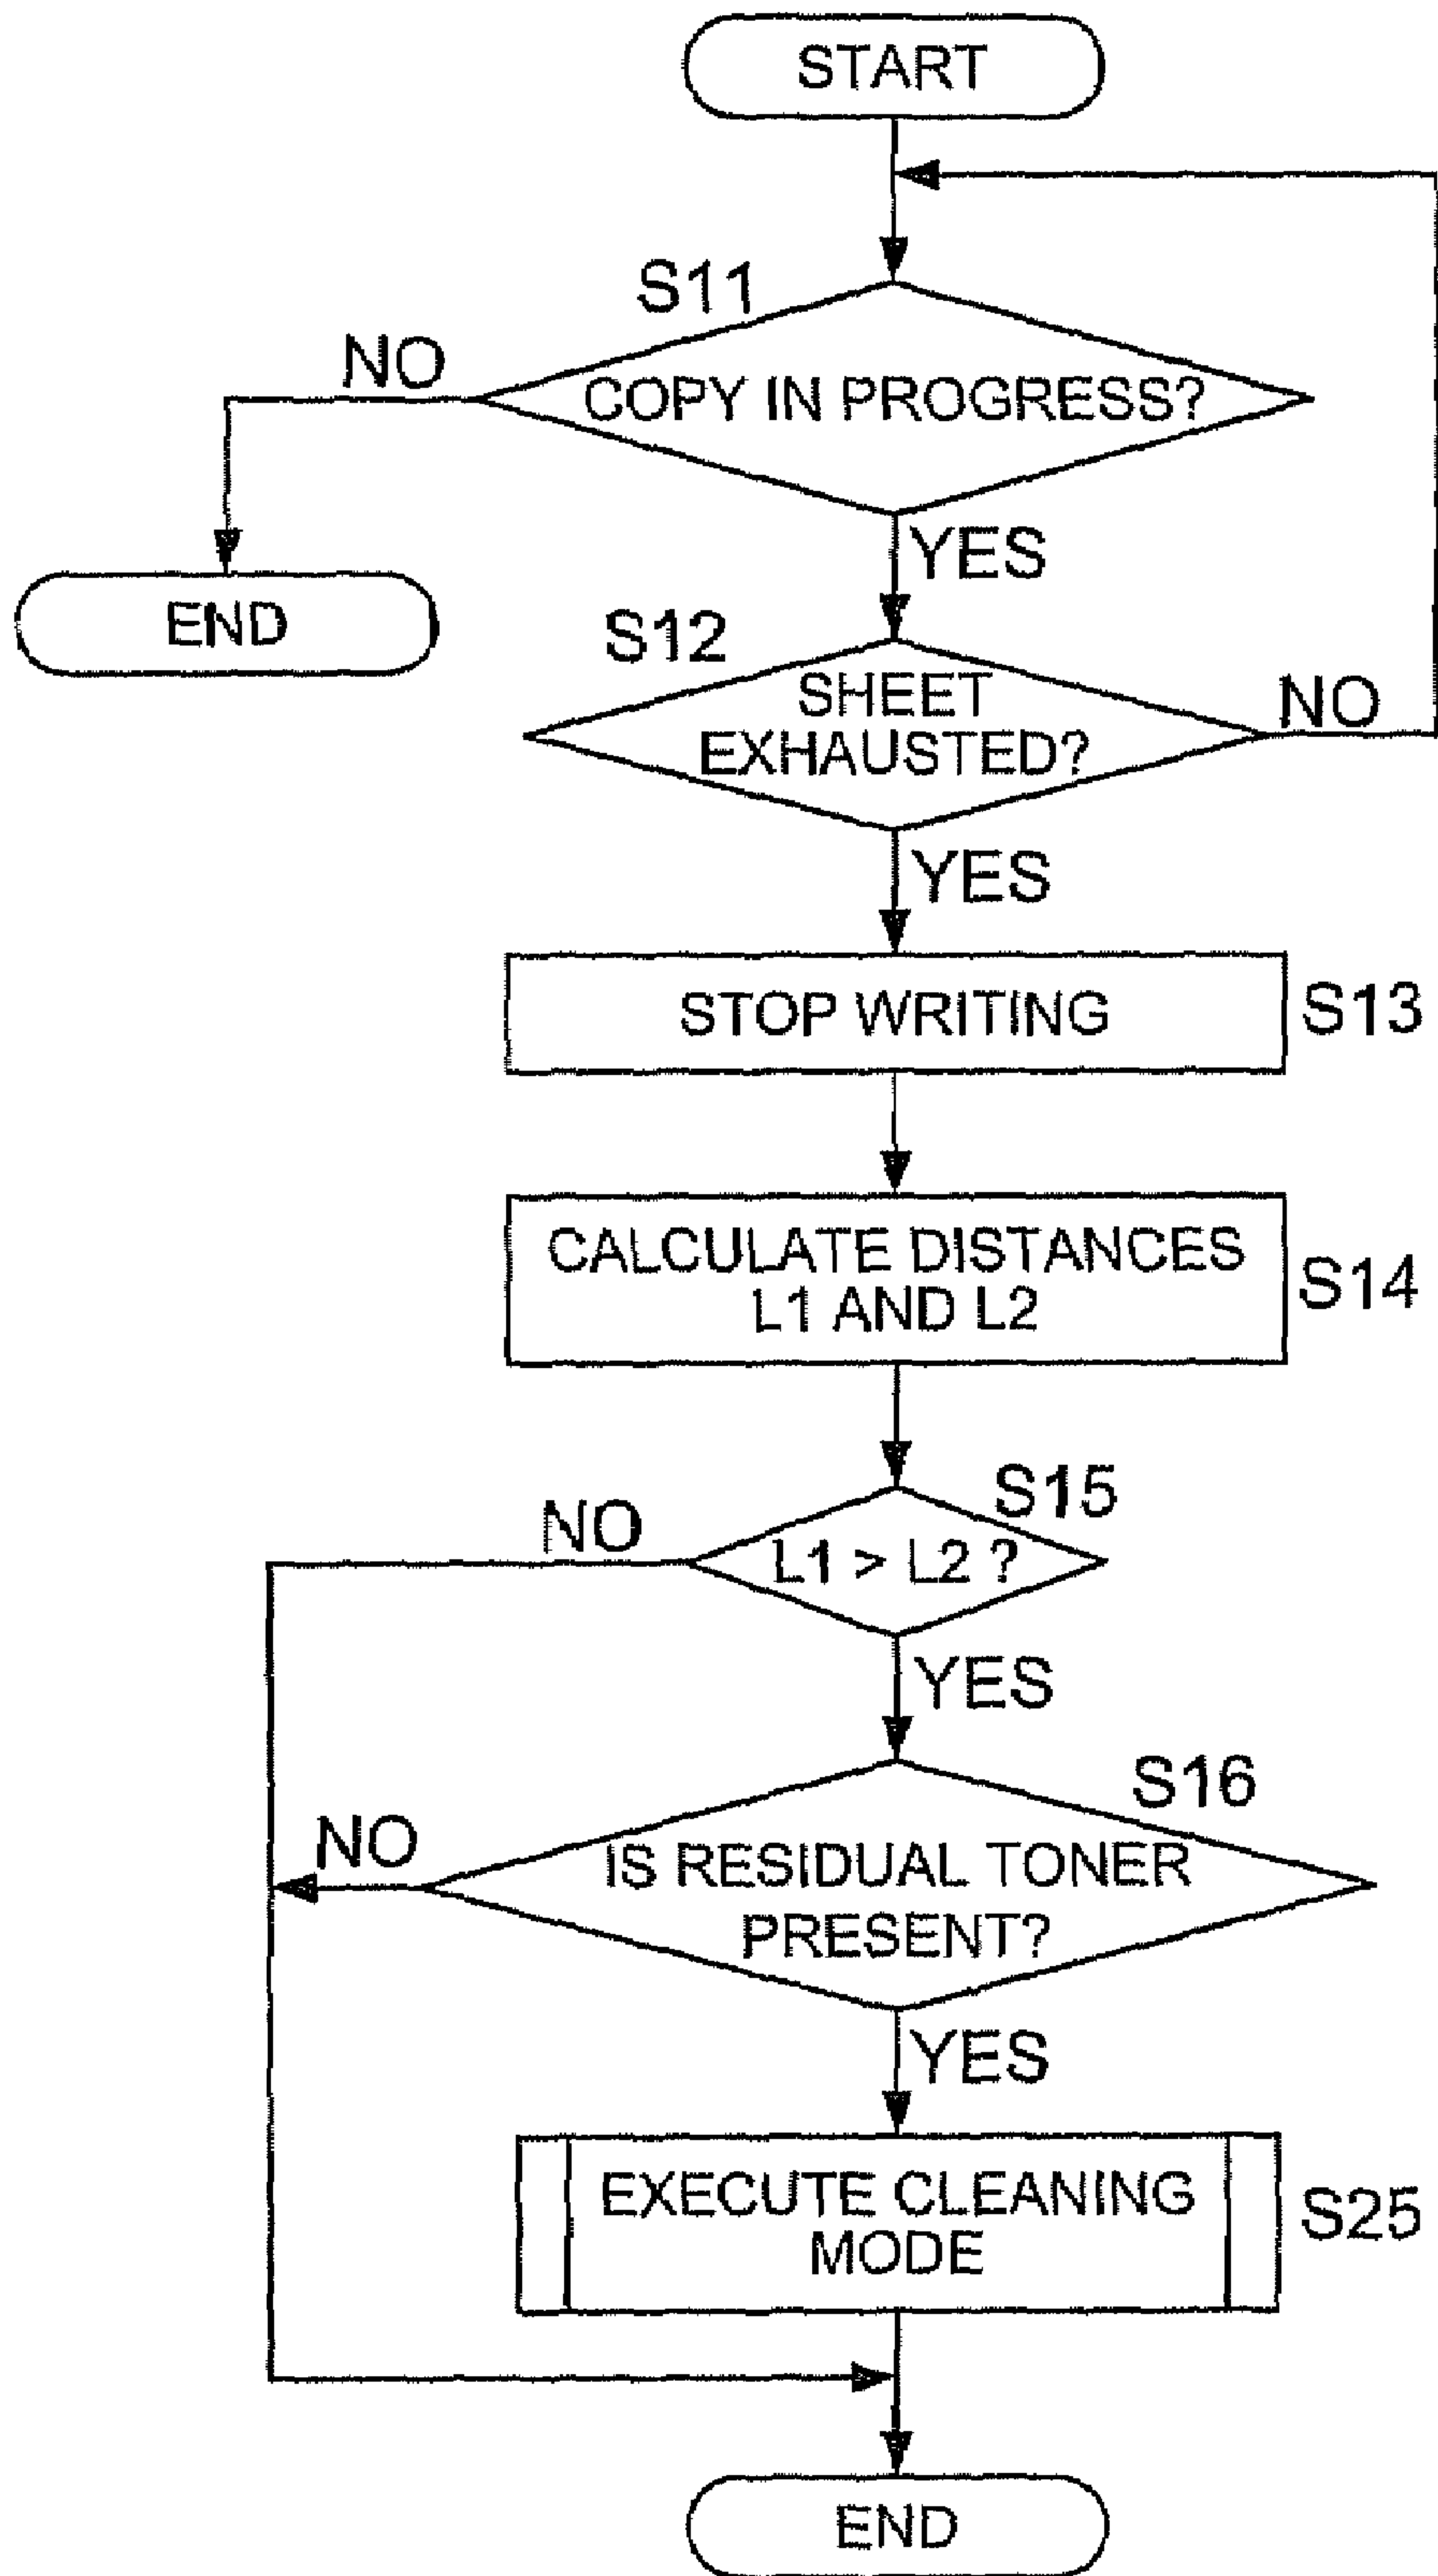 START
S11
NO
COPY IN PROGRESS?
YES
END
S12
SHEET
EXHAUSTED?
NO
YES
STOP WRITING
S13
CALCULATE DISTANCES
L1 AND L2
S14
S15
NO
L1 > L2 ?
YES
S16
NO
IS RESIDUAL TONER
PRESENT?
YES
EXECUTE CLEANING
MODE
S25
END